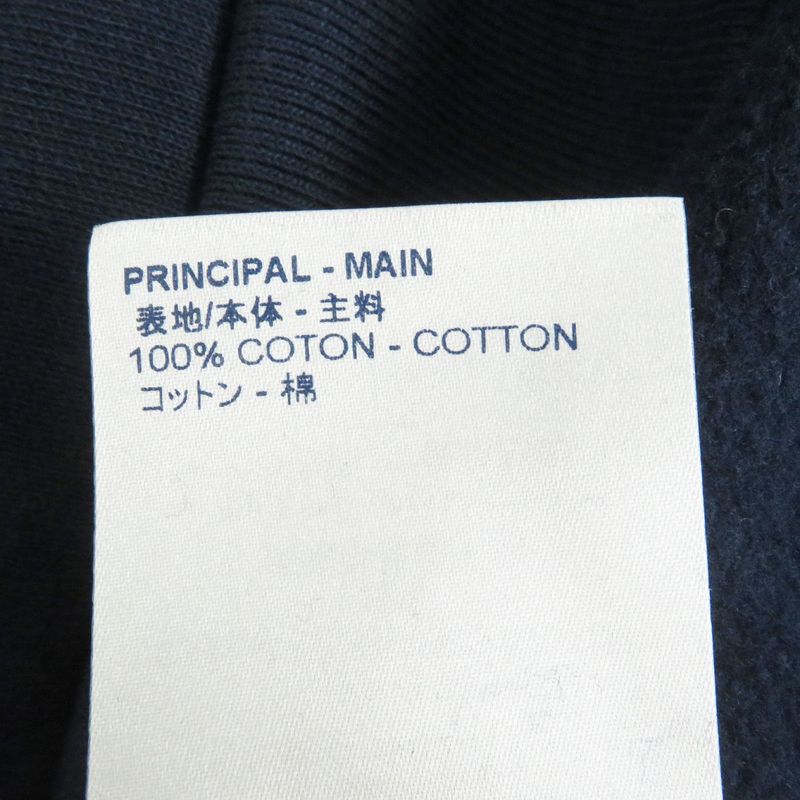 PRINCIPAL - MAIN
表地/本体 - 主料
100% COTON - COTTON
コットン - 棉